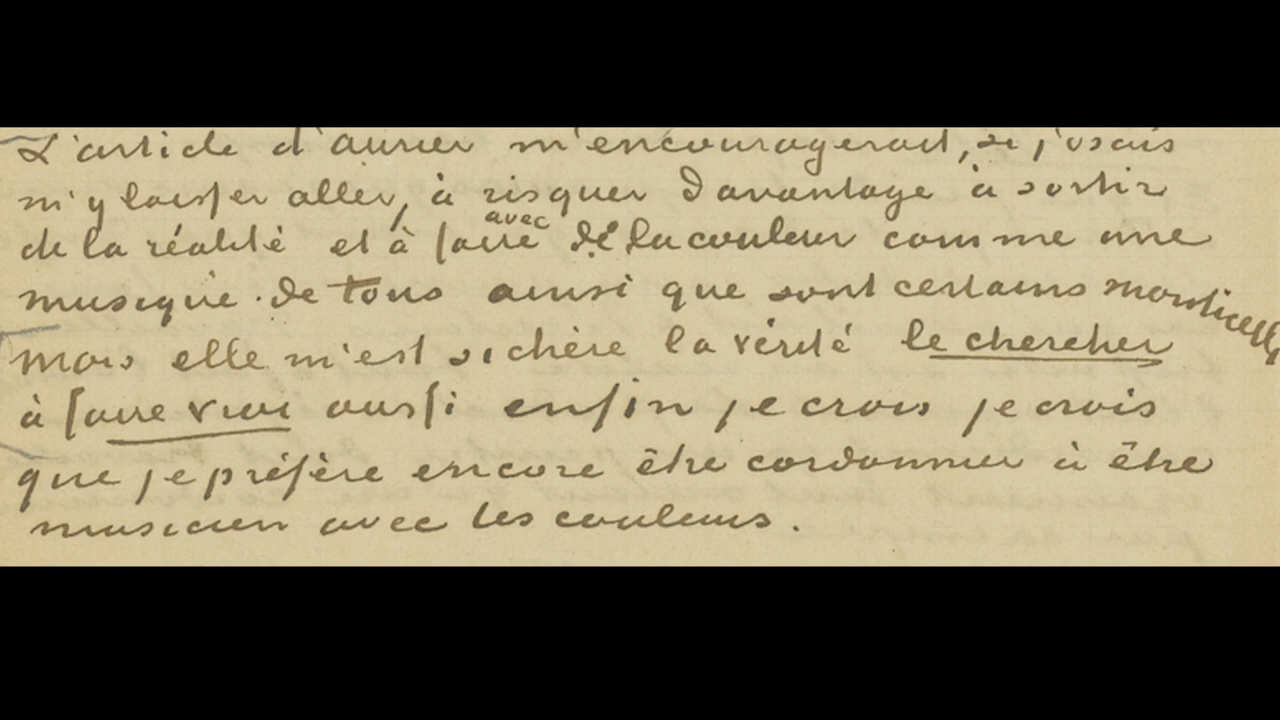 L'article d'aurier m'encouragerait, si j'osais
m'y laisser aller, à risquer davantage à sortir
de la réalité et à faire avec de la couleur comme une
musique de tons ainsi que sont certains monticelli
mais elle m'est si chère la vérité le chercher
à faire vrai aussi enfin je crois je crois
que je préfère encore être cordonnier à être
musicien avec les couleurs.